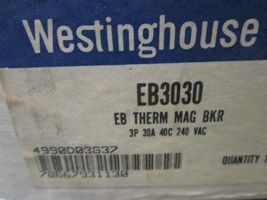 Westinghouse
EB3030
EB THERM MAG BKR
3P 30A 40C 240 VAC
4990D03G37
78667931130
QUANTITY